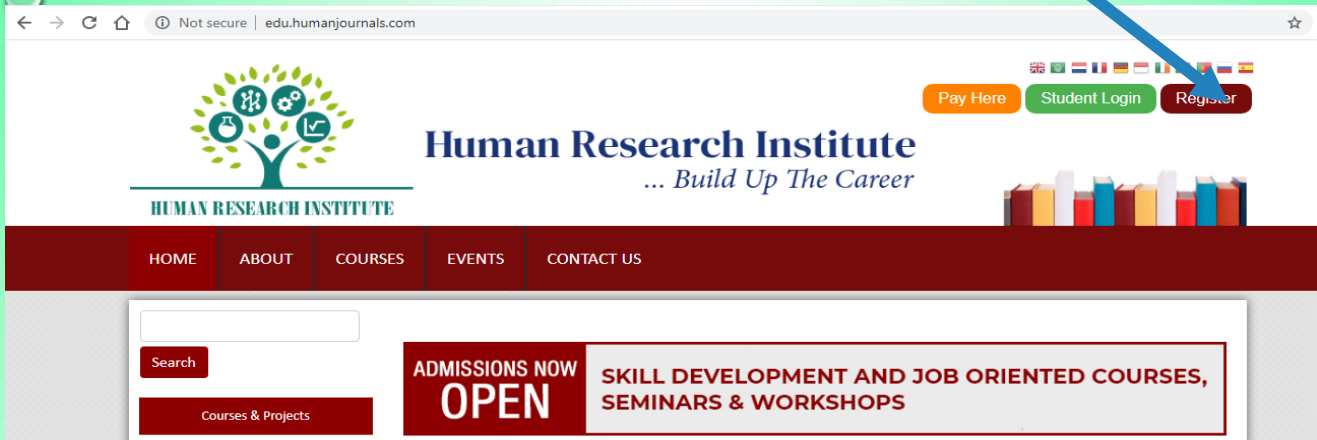 Not secure | edu.humanjournals.com
Pay Here Student Login Register
Human Research Institute
... Build Up The Career
HUMAN RESEARCH INSTITUTE
HOME ABOUT COURSES EVENTS CONTACT US
Search
ADMISSIONS NOW
OPEN
SKILL DEVELOPMENT AND JOB ORIENTED COURSES,
SEMINARS & WORKSHOPS
Courses & Projects